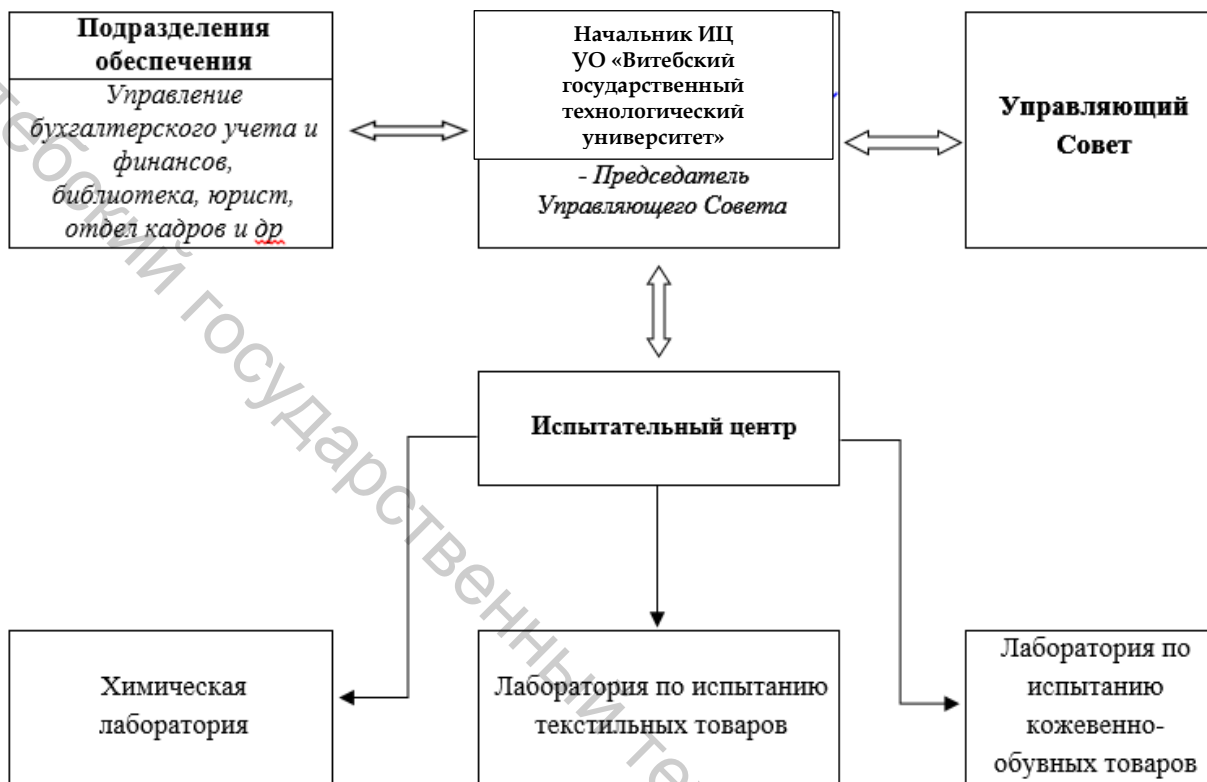 Подразделения
обеспечения
Управление
бухгалтерского учета и
финансов,
библиотека, юрист,
отдел кадров и др
Начальник ИЦ
УО «Витебский
государственный
технологический
университет»
- Председатель
Управляющего Совета
Управляющий
Совет
Испытательный центр
Химическая
лаборатория
Лаборатория по испытанию
текстильных товаров
Лаборатория по
испытанию
кожевенно-
обувных товаров
государственный